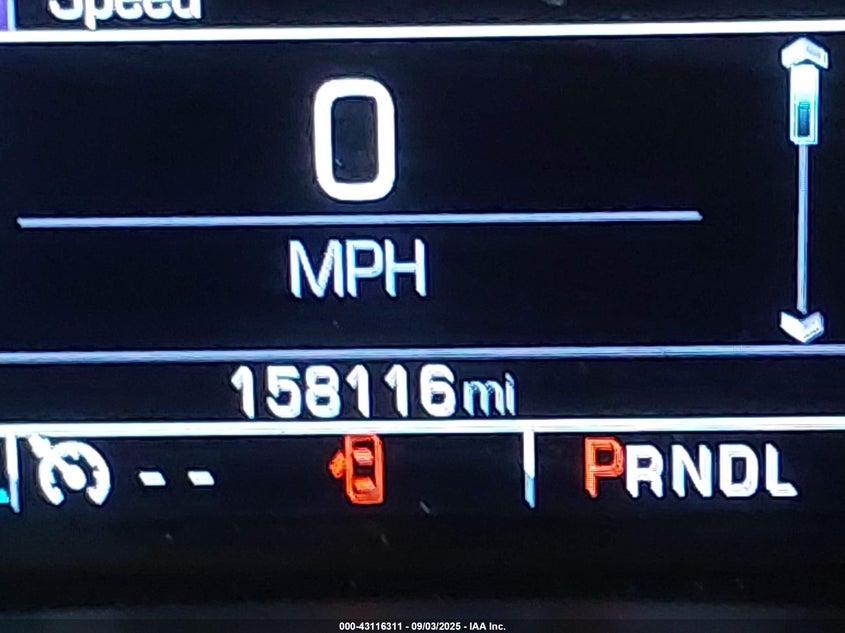 Speed
0
MPH
158116mi
-- PRNDL
000-43116311 - 09/03/2025 - IAA Inc.